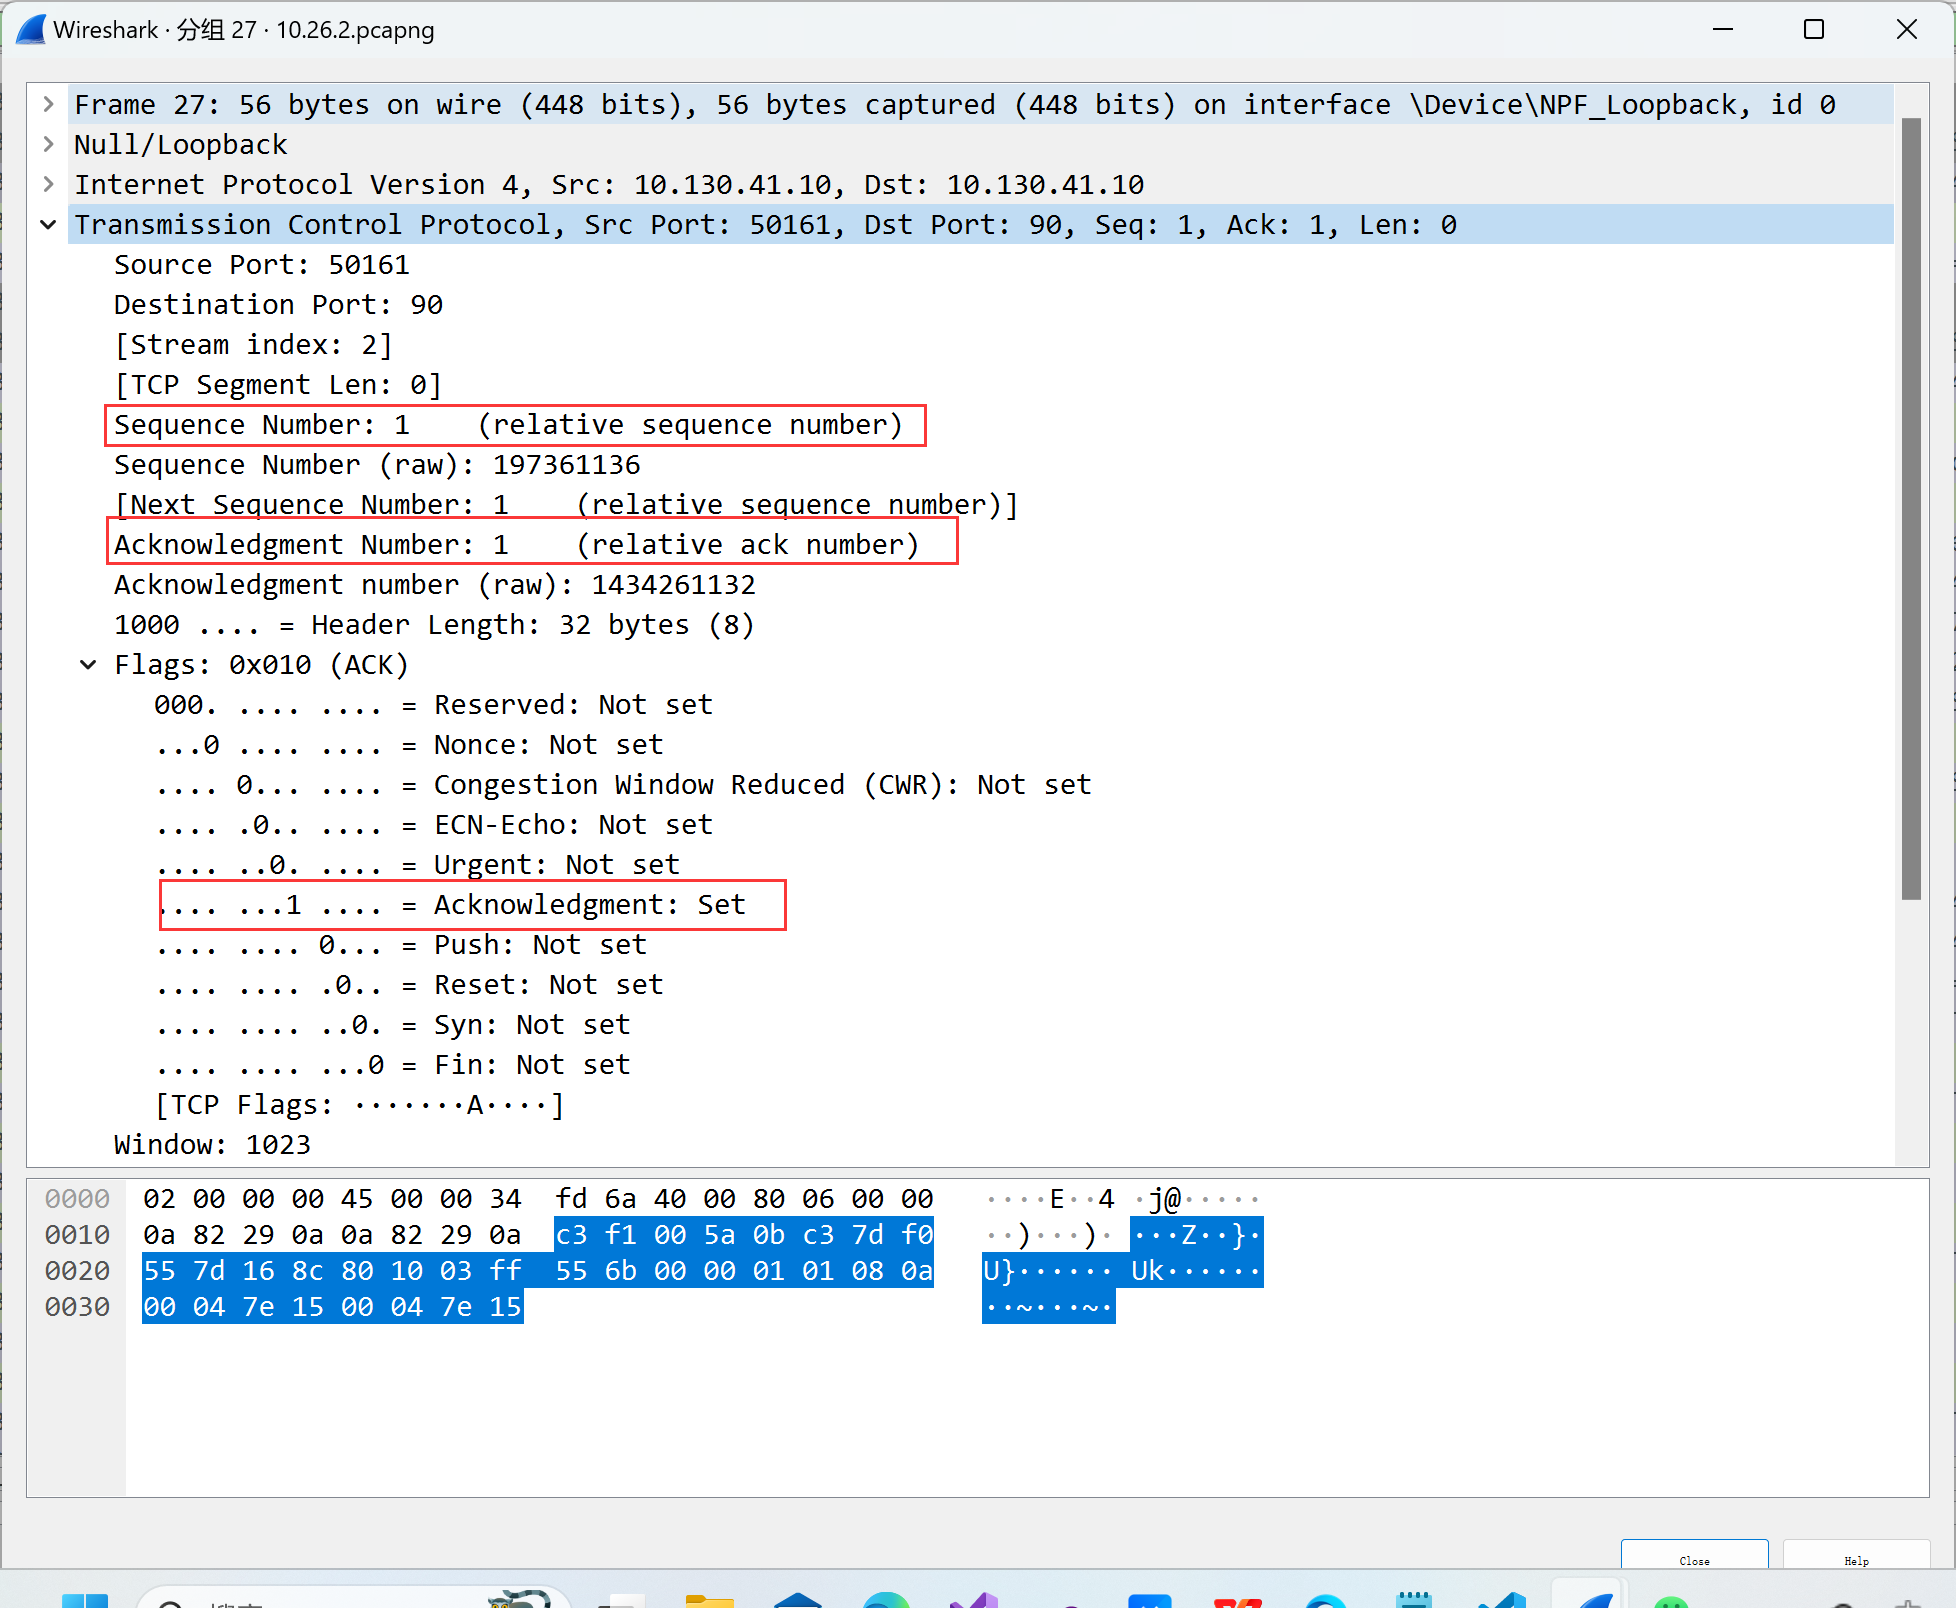 Wireshark · 分组 27 · 10.26.2.pcapng
Frame 27: 56 bytes on wire (448 bits), 56 bytes captured (448 bits) on interface \Device\NPF_Loopback, id 0
Null/Loopback
Internet Protocol Version 4, Src: 10.130.41.10, Dst: 10.130.41.10
Transmission Control Protocol, Src Port: 50161, Dst Port: 90, Seq: 1, Ack: 1, Len: 0
Source Port: 50161
Destination Port: 90
[Stream index: 2]
[TCP Segment Len: 0]
Sequence Number: 1    (relative sequence number)
Sequence Number (raw): 197361136
[Next Sequence Number: 1    (relative sequence number)]
Acknowledgment Number: 1    (relative ack number)
Acknowledgment number (raw): 1434261132
1000 .... = Header Length: 32 bytes (8)
Flags: 0x010 (ACK)
000. .... .... = Reserved: Not set
...0 .... .... = Nonce: Not set
.... 0... .... = Congestion Window Reduced (CWR): Not set
.... .0.. .... = ECN-Echo: Not set
.... ..0. .... = Urgent: Not set
.... ...1 .... = Acknowledgment: Set
.... .... 0... = Push: Not set
.... .... .0.. = Reset: Not set
.... .... ..0. = Syn: Not set
.... .... ...0 = Fin: Not set
[TCP Flags: ·······A····]
Window: 1023
0000 02 00 00 00 45 00 00 34 fd 6a 40 00 80 06 00 00 ····E··4 ·j@·····
0010 0a 82 29 0a 0a 82 29 0a c3 f1 00 5a 0b c3 7d f0 ··)···)· ···Z··}·
0020 55 7d 16 8c 80 10 03 ff 55 6b 00 00 01 01 08 0a U}······ Uk······
0030 00 04 7e 15 00 04 7e 15 ··~···~·
Close
Help